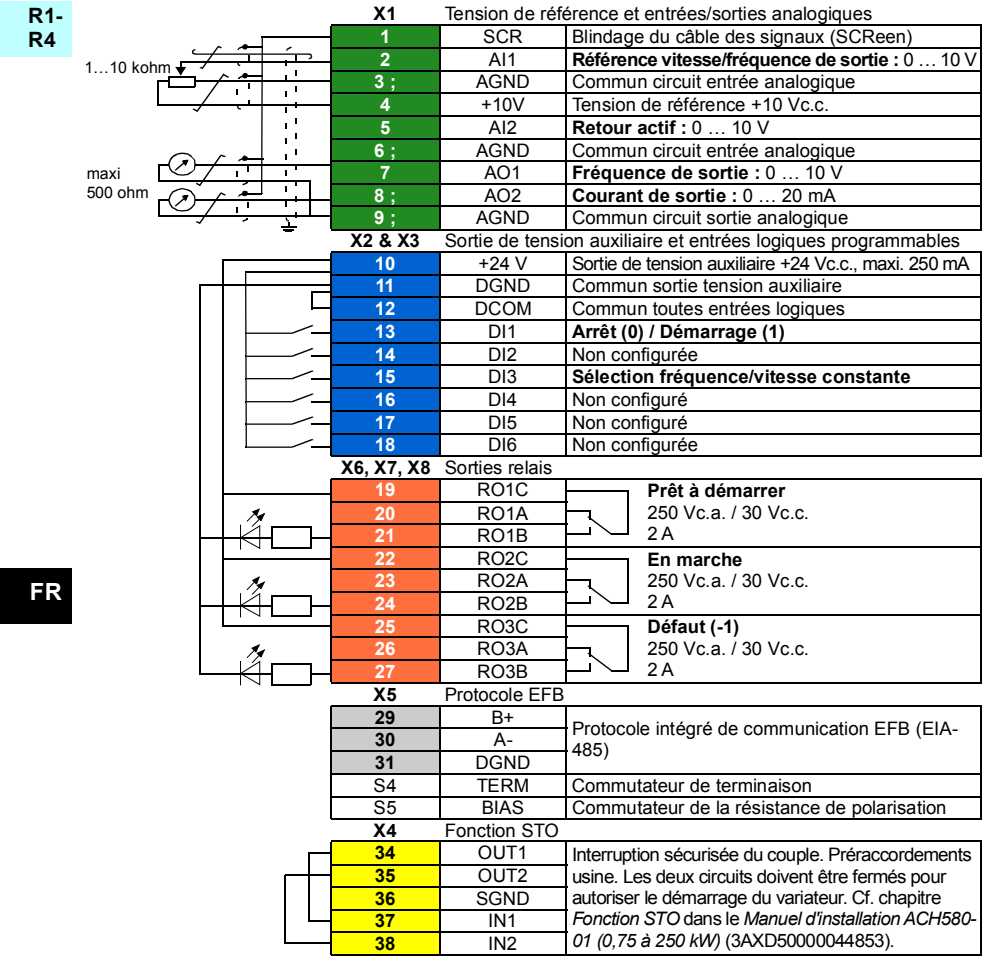 R1-
R4
X1 Tension de référence et entrées/sorties analogiques
1 SCR Blindage du câble des signaux (SCReen)
2 AI1 Référence vitesse/fréquence de sortie : 0 … 10 V
1…10 kohm
3 ; AGND Commun circuit entrée analogique
4 +10V Tension de référence +10 Vc.c.
5 AI2 Retour actif : 0 … 10 V
6 ; AGND Commun circuit entrée analogique
7 AO1 Fréquence de sortie : 0 … 10 V
maxi
500 ohm
8 ; AO2 Courant de sortie : 0 … 20 mA
9 ; AGND Commun circuit sortie analogique
X2 & X3 Sortie de tension auxiliaire et entrées logiques programmables
10 +24 V Sortie de tension auxiliaire +24 Vc.c., maxi. 250 mA
11 DGND Commun sortie tension auxiliaire
12 DCOM Commun toutes entrées logiques
13 DI1 Arrêt (0) / Démarrage (1)
14 DI2 Non configurée
15 DI3 Sélection fréquence/vitesse constante
16 DI4 Non configuré
17 DI5 Non configuré
18 DI6 Non configurée
X6, X7, X8 Sorties relais
19 RO1C Prêt à démarrer
20 RO1A 250 Vc.a. / 30 Vc.c.
21 RO1B 2 A
22 RO2C En marche
23 RO2A 250 Vc.a. / 30 Vc.c.
24 RO2B 2 A
FR
25 RO3C Défaut (-1)
26 RO3A 250 Vc.a. / 30 Vc.c.
27 RO3B 2 A
X5 Protocole EFB
29 B+
30 A-
31 DGND
Protocole intégré de communication EFB (EIA-
485)
S4 TERM Commutateur de terminaison
S5 BIAS Commutateur de la résistance de polarisation
X4 Fonction STO
34 OUT1 Interruption sécurisée du couple. Préraccordements
35 OUT2 usine. Les deux circuits doivent être fermés pour
36 SGND autoriser le démarrage du variateur. Cf. chapitre
37 IN1 Fonction STO dans le Manuel d'installation ACH580-
38 IN2 01 (0,75 à 250 kW) (3AXD50000044853).